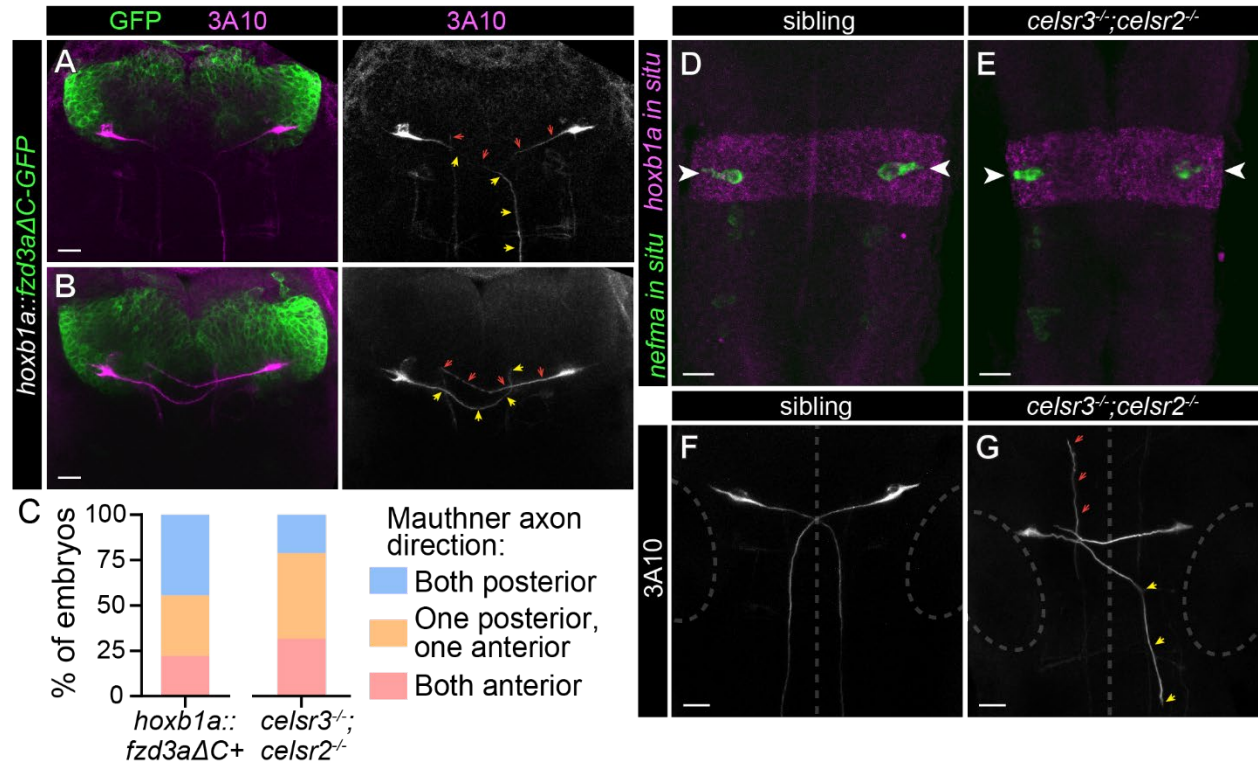 GFP 3A10
3A10
hoxb1a::fzd3aΔC-GFP
A
B
C
% of embryos
100
75
50
25
0
hoxb1a::
fzd3aΔC+
celsr3-/-;
celsr2-/-
Mauthner axon
direction:
Both posterior
One posterior,
one anterior
Both anterior
sibling
celsr3-/-;celsr2-/-
nefma in situ hoxb1a in situ
D
E
sibling
celsr3-/-;celsr2-/-
3A10
F
G